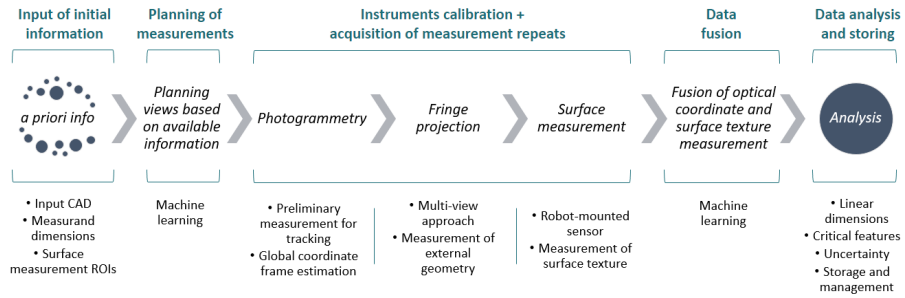 Input of initial
information
Planning of
measurements
Instruments calibration +
acquisition of measurement repeats
Data
fusion
Data analysis
and storing
a priori info
Planning
views based
on available
information
Photogrammetry
Fringe
projection
Surface
measurement
Fusion of optical
coordinate and
surface texture
measurement
Analysis
• Input CAD
• Measurand
dimensions
• Surface
measurement ROIs
Machine
learning
• Preliminary
measurement for
tracking
• Global coordinate
frame estimation
• Multi-view
approach
• Measurement of
external
geometry
• Robot-mounted
sensor
• Measurement of
surface texture
Machine
learning
• Linear
dimensions
• Critical features
• Uncertainty
• Storage and
management